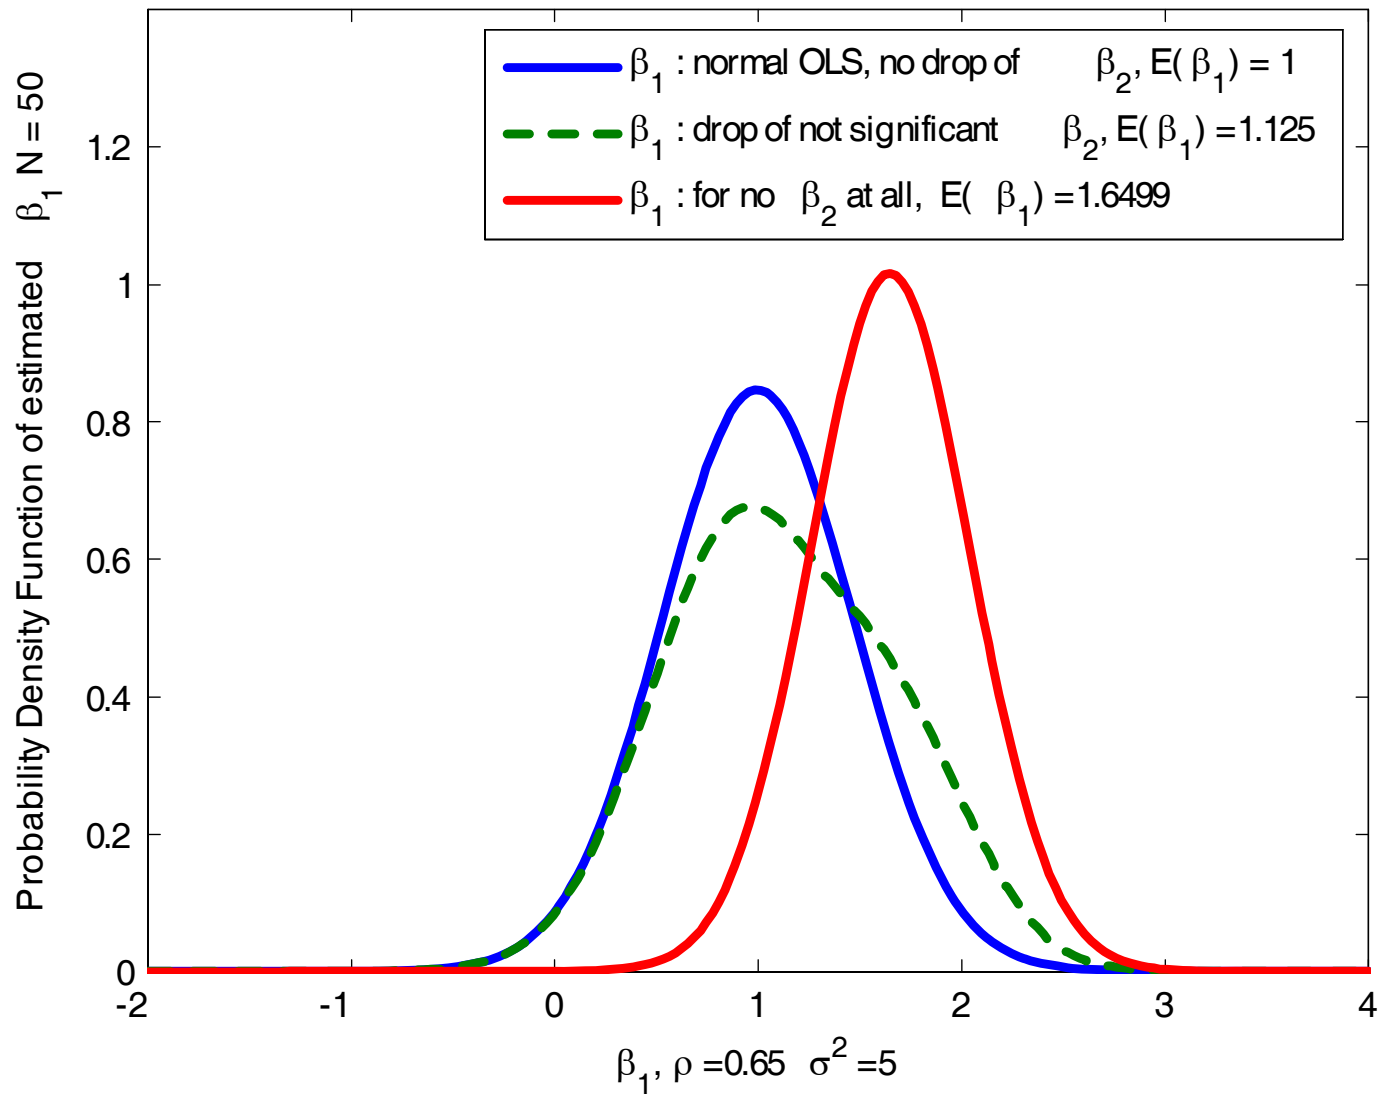 β1 : normal OLS, no drop of β2, E( β1) = 1
β1 : drop of not significant β2, E( β1) =1.125
β1 : for no β2 at all, E( β1) =1.6499
Probability Density Function of estimated β1 N = 50
1.2
1
0.8
0.6
0.4
0.2
0
-2 -1 0 1 2 3 4
β1, ρ =0.65 σ2 =5